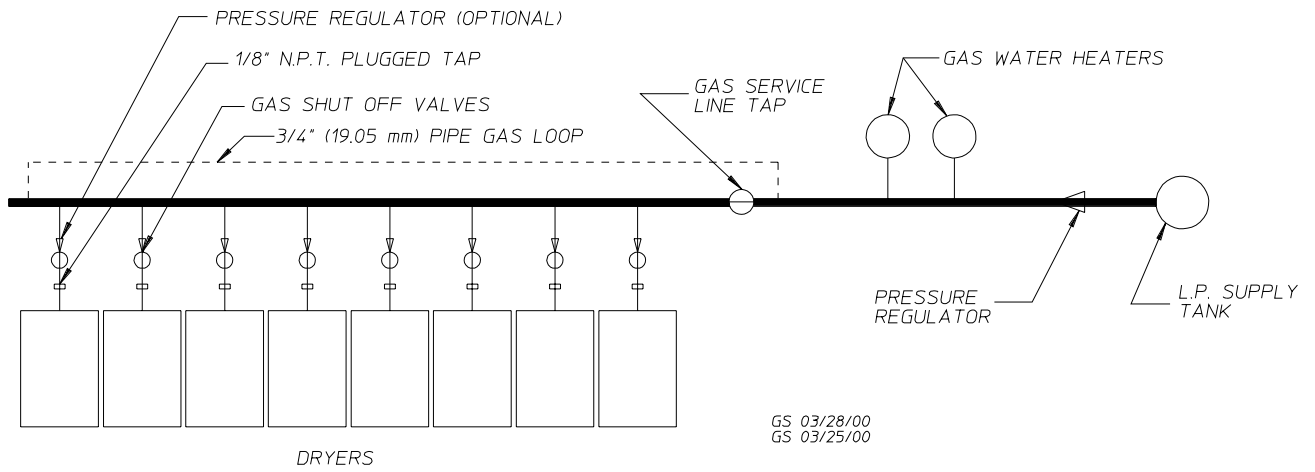 PRESSURE REGULATOR (OPTIONAL)
1/8" N.P.T. PLUGGED TAP
GAS SHUT OFF VALVES
3/4" (19.05 mm) PIPE GAS LOOP
GAS SERVICE
LINE TAP
GAS WATER HEATERS
PRESSURE
REGULATOR
L.P. SUPPLY
TANK
GS 03/28/00
GS 03/25/00
DRYERS